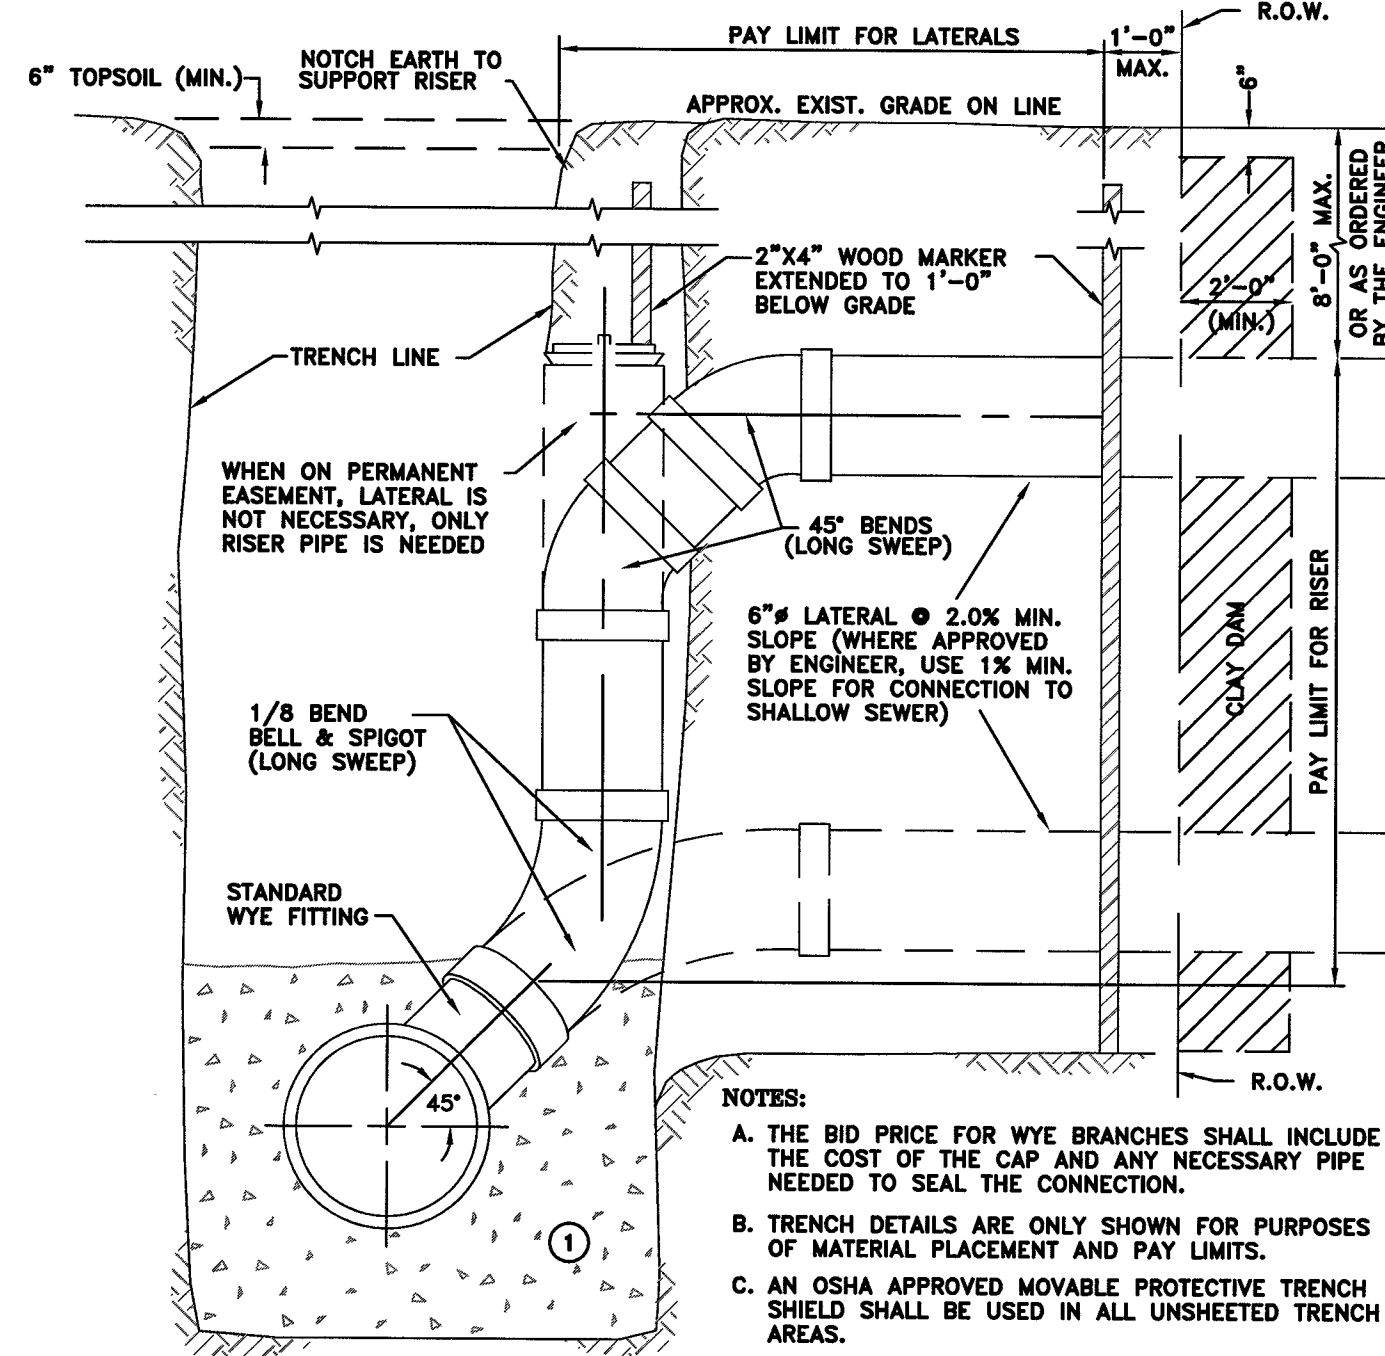 R.O.W.
PAY LIMIT FOR LATERALS
1'-0"
MAX.
NOTCH EARTH TO
SUPPORT RISER
6" TOPSOIL (MIN.)
6"
APPROX. EXIST. GRADE ON LINE
8'-0" MAX.
OR AS ORDERED
BY THE ENGINEER
2"X4" WOOD MARKER
EXTENDED TO 1'-0"
BELOW GRADE
2'-0"
(MIN.)
TRENCH LINE
WHEN ON PERMANENT
EASEMENT, LATERAL IS
NOT NECESSARY, ONLY
RISER PIPE IS NEEDED
45° BENDS
(LONG SWEEP)
6"ø LATERAL @ 2.0% MIN.
SLOPE (WHERE APPROVED
BY ENGINEER, USE 1% MIN.
SLOPE FOR CONNECTION TO
SHALLOW SEWER)
CLAY DAM
PAY LIMIT FOR RISER
1/8 BEND
BELL & SPIGOT
(LONG SWEEP)
STANDARD
WYE FITTING
45°
1
R.O.W.
NOTES:
A. THE BID PRICE FOR WYE BRANCHES SHALL INCLUDE
THE COST OF THE CAP AND ANY NECESSARY PIPE
NEEDED TO SEAL THE CONNECTION.
B. TRENCH DETAILS ARE ONLY SHOWN FOR PURPOSES
OF MATERIAL PLACEMENT AND PAY LIMITS.
C. AN OSHA APPROVED MOVABLE PROTECTIVE TRENCH
SHIELD SHALL BE USED IN ALL UNSHEETED TRENCH
AREAS.